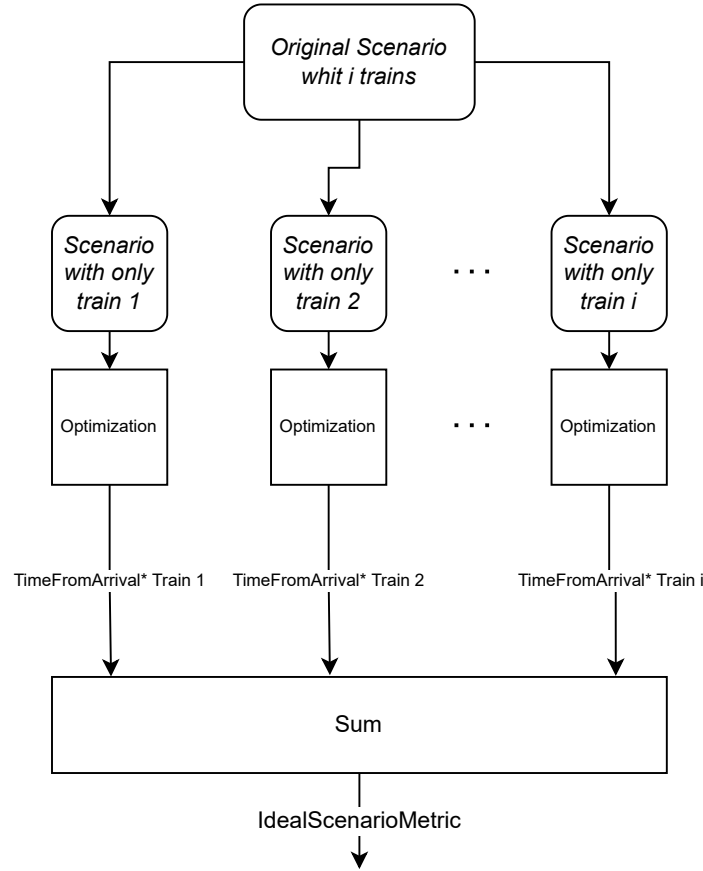 Original Scenario
whit i trains
Scenario
with only
train 1
Scenario
with only
train 2
. . .
Scenario
with only
train i
Optimization
Optimization
. . .
Optimization
TimeFromArrival* Train 1
TimeFromArrival* Train 2
TimeFromArrival* Train i
Sum
IdealScenarioMetric